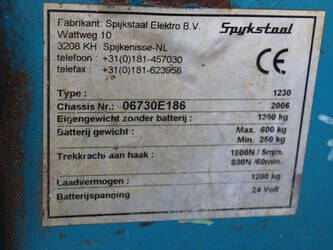 Fabrikant: Spijkstaal Elektro B.V.
Spykstaal
Wattweg 10
3208 KH Spijkenisse-NL
telefoon : +31(0)181-457030
telefax : +31(0)181-623956
CE
Type : 1230
Chassis Nr.: 06730E186 2006
Eigengewicht zonder batterij : 1390 kg
Batterij gewicht : Max. 600 kg
Min. 250 kg
Trekkrach aan haak : 1800N / 5min.
880N /60min.
Laadvermogen : 1200 kg
Batterijspanning 24 Volt